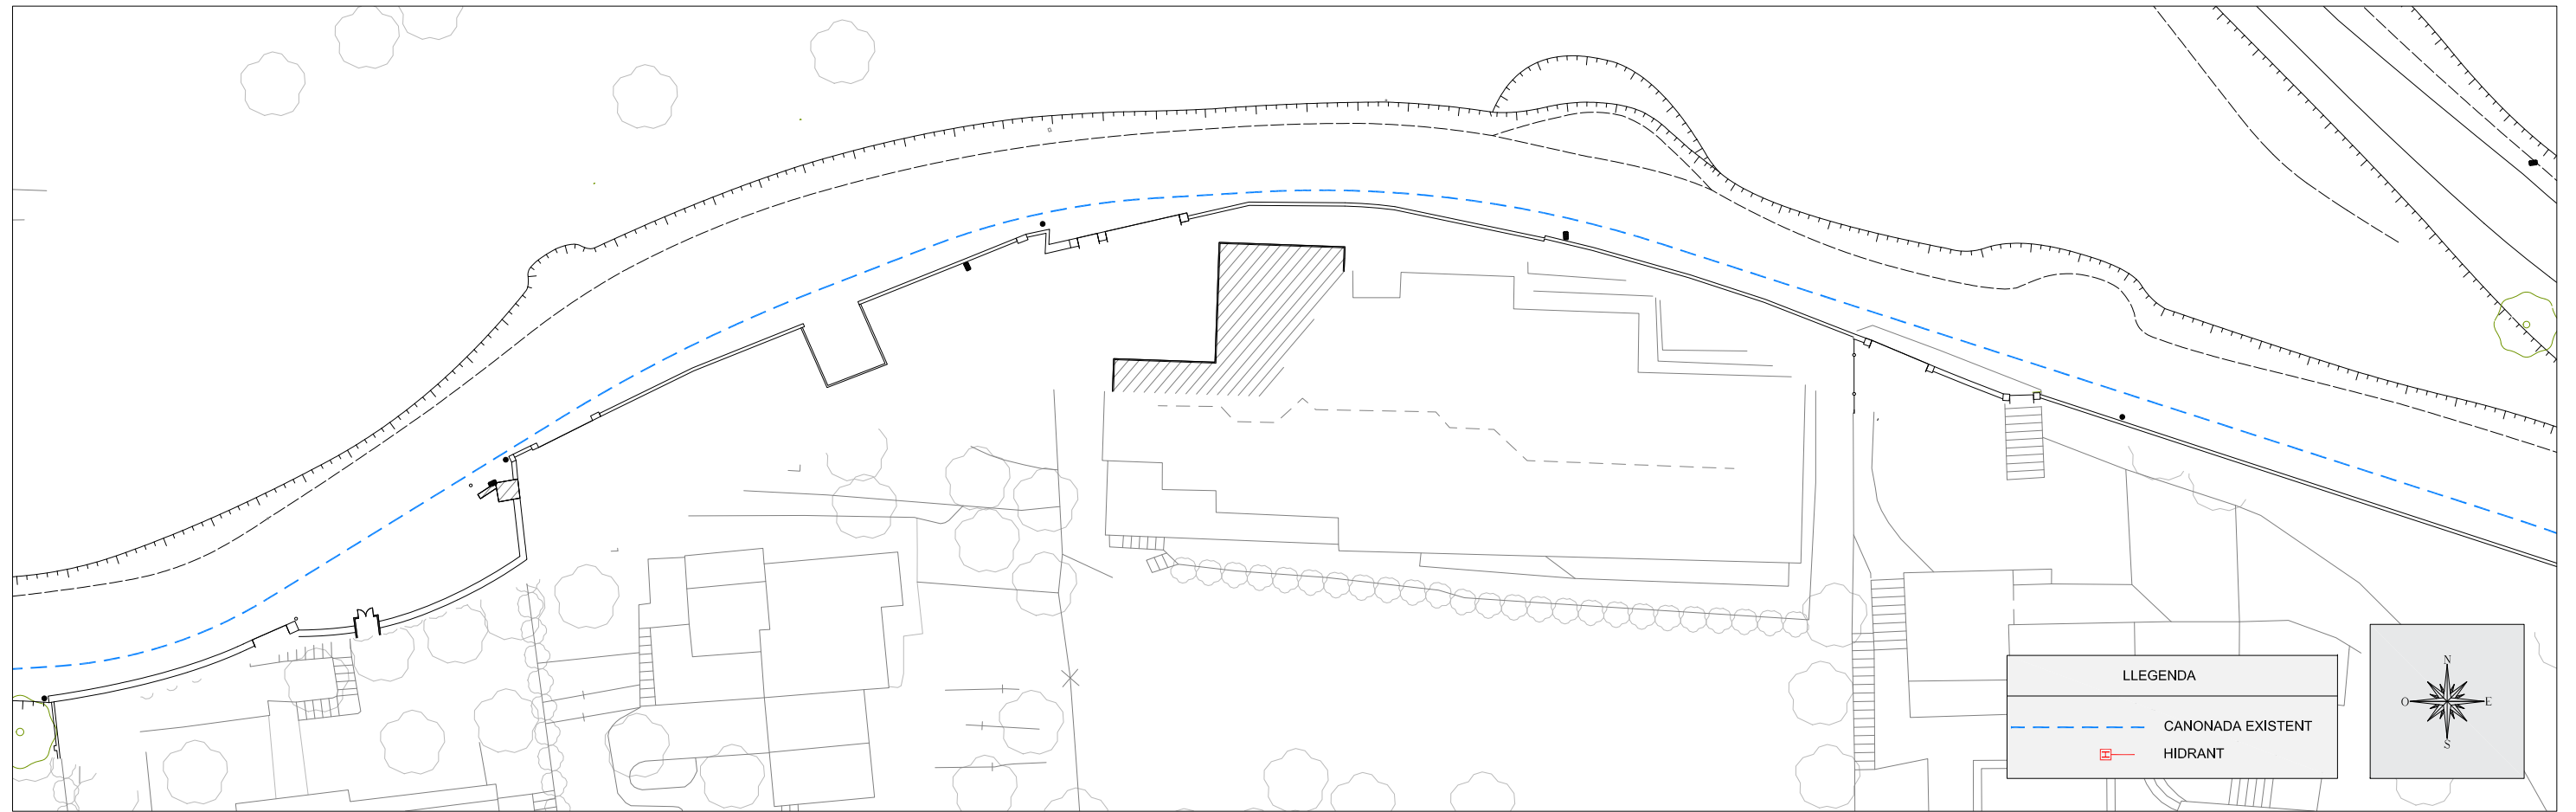 LLEGENDA
CANONADA EXISTENT
H HIDRANT
N
O E
S